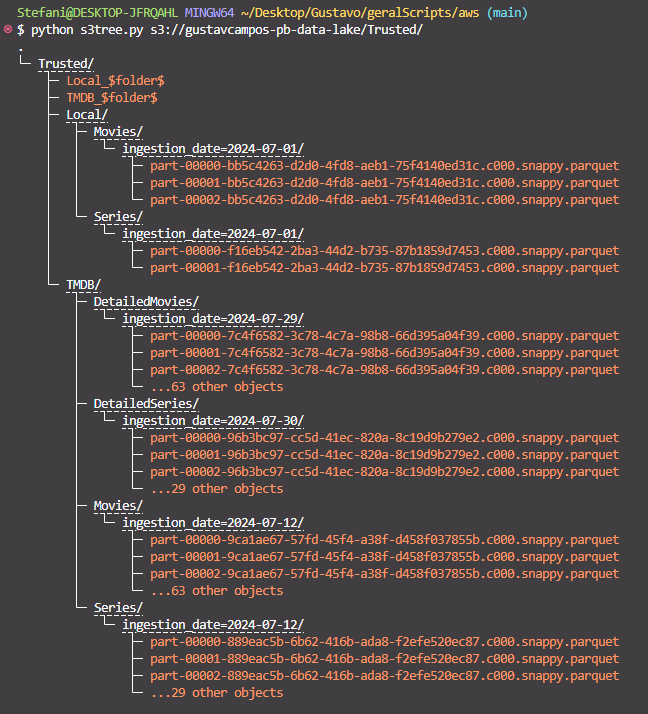 Stefani@DESKTOP-JFRQAHL MINGW64 ~/Desktop/Gustavo/geralScripts/aws (main)
$ python s3tree.py s3://gustavcampos-pb-data-lake/Trusted/
.
└─ Trusted/
├─ Local_$folder$
├─ TMDB_$folder$
├─ Local/
├─ Movies/
└─ ingestion_date=2024-07-01/
├─ part-00000-bb5c4263-d2d0-4fd8-aeb1-75f4140ed31c.c000.snappy.parquet
├─ part-00001-bb5c4263-d2d0-4fd8-aeb1-75f4140ed31c.c000.snappy.parquet
├─ part-00002-bb5c4263-d2d0-4fd8-aeb1-75f4140ed31c.c000.snappy.parquet
└─ Series/
└─ ingestion_date=2024-07-01/
├─ part-00000-f16eb542-2ba3-44d2-b735-87b1859d7453.c000.snappy.parquet
├─ part-00001-f16eb542-2ba3-44d2-b735-87b1859d7453.c000.snappy.parquet
└─ TMDB/
├─ DetailedMovies/
└─ ingestion_date=2024-07-29/
├─ part-00000-7c4f6582-3c78-4c7a-98b8-66d395a04f39.c000.snappy.parquet
├─ part-00001-7c4f6582-3c78-4c7a-98b8-66d395a04f39.c000.snappy.parquet
├─ part-00002-7c4f6582-3c78-4c7a-98b8-66d395a04f39.c000.snappy.parquet
└─ ...63 other objects
├─ DetailedSeries/
└─ ingestion_date=2024-07-30/
├─ part-00000-96b3bc97-cc5d-41ec-820a-8c19d9b279e2.c000.snappy.parquet
├─ part-00001-96b3bc97-cc5d-41ec-820a-8c19d9b279e2.c000.snappy.parquet
├─ part-00002-96b3bc97-cc5d-41ec-820a-8c19d9b279e2.c000.snappy.parquet
└─ ...29 other objects
├─ Movies/
└─ ingestion_date=2024-07-12/
├─ part-00000-9ca1ae67-57fd-45f4-a38f-d458f037855b.c000.snappy.parquet
├─ part-00001-9ca1ae67-57fd-45f4-a38f-d458f037855b.c000.snappy.parquet
├─ part-00002-9ca1ae67-57fd-45f4-a38f-d458f037855b.c000.snappy.parquet
└─ ...63 other objects
└─ Series/
└─ ingestion_date=2024-07-12/
├─ part-00000-889eac5b-6b62-416b-ada8-f2efe520ec87.c000.snappy.parquet
├─ part-00001-889eac5b-6b62-416b-ada8-f2efe520ec87.c000.snappy.parquet
├─ part-00002-889eac5b-6b62-416b-ada8-f2efe520ec87.c000.snappy.parquet
└─ ...29 other objects